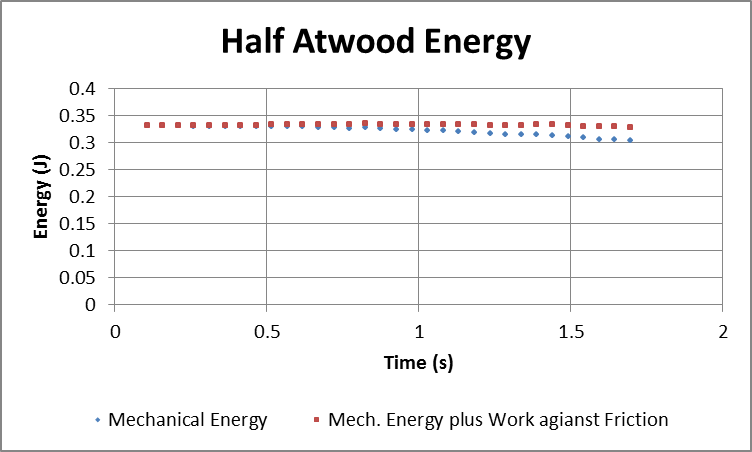 Half Atwood Energy
0.4
0.35
0.3
0.25
0.2
0.15
0.1
0.05
0
Energy (J)
0 0.5 1 1.5 2
Time (s)
Mechanical Energy Mech. Energy plus Work agianst Friction